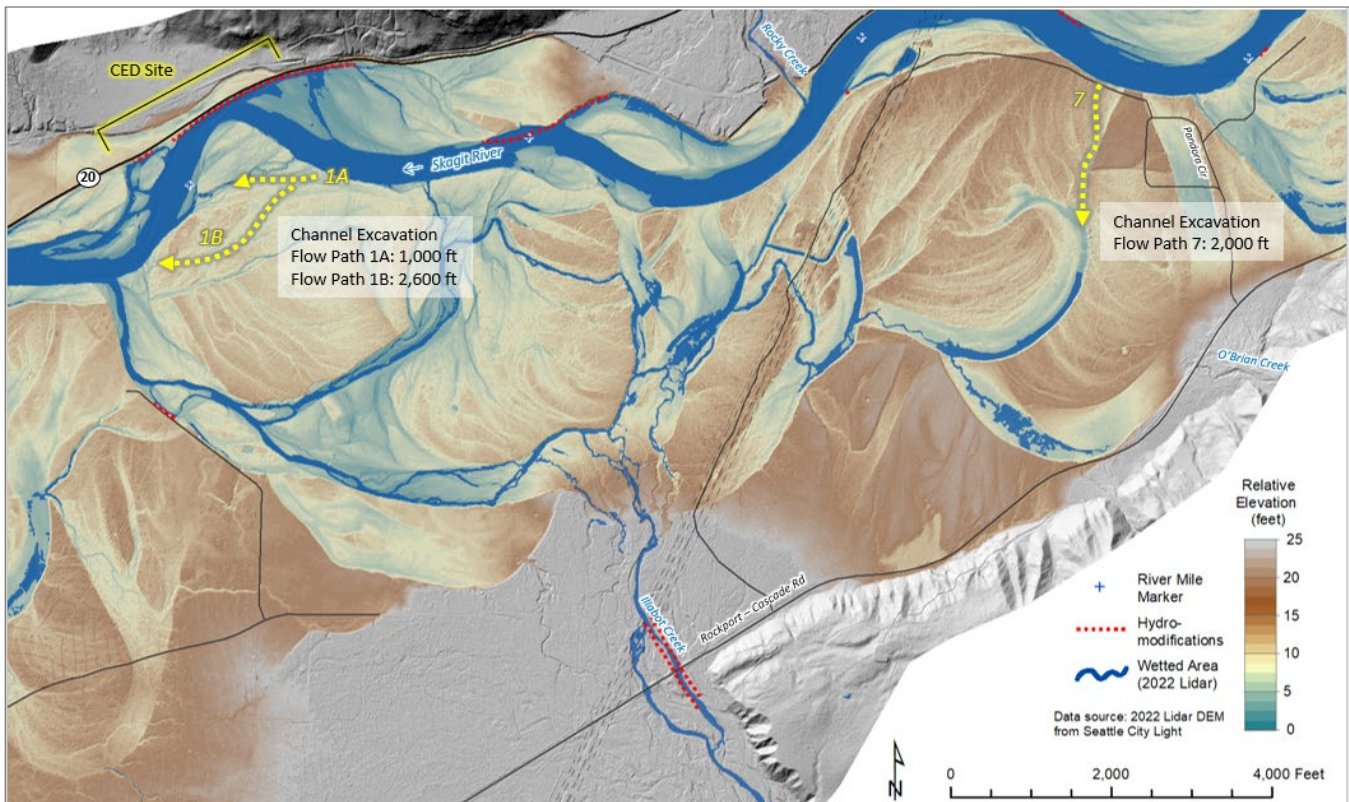 CED Site
Rocky Creek
7
Pandora Cir
20
← Skagit River
1A
1B
Channel Excavation
Flow Path 1A: 1,000 ft
Flow Path 1B: 2,600 ft
Channel Excavation
Flow Path 7: 2,000 ft
O'Brian Creek
Illabot Creek
Rockport – Cascade Rd
Relative
Elevation
(feet)
25
20
15
10
5
0
River Mile
Marker
Hydro-
modifications
Wetted Area
(2022 Lidar)
Data source: 2022 Lidar DEM
from Seattle City Light
N
0
2,000
4,000 Feet